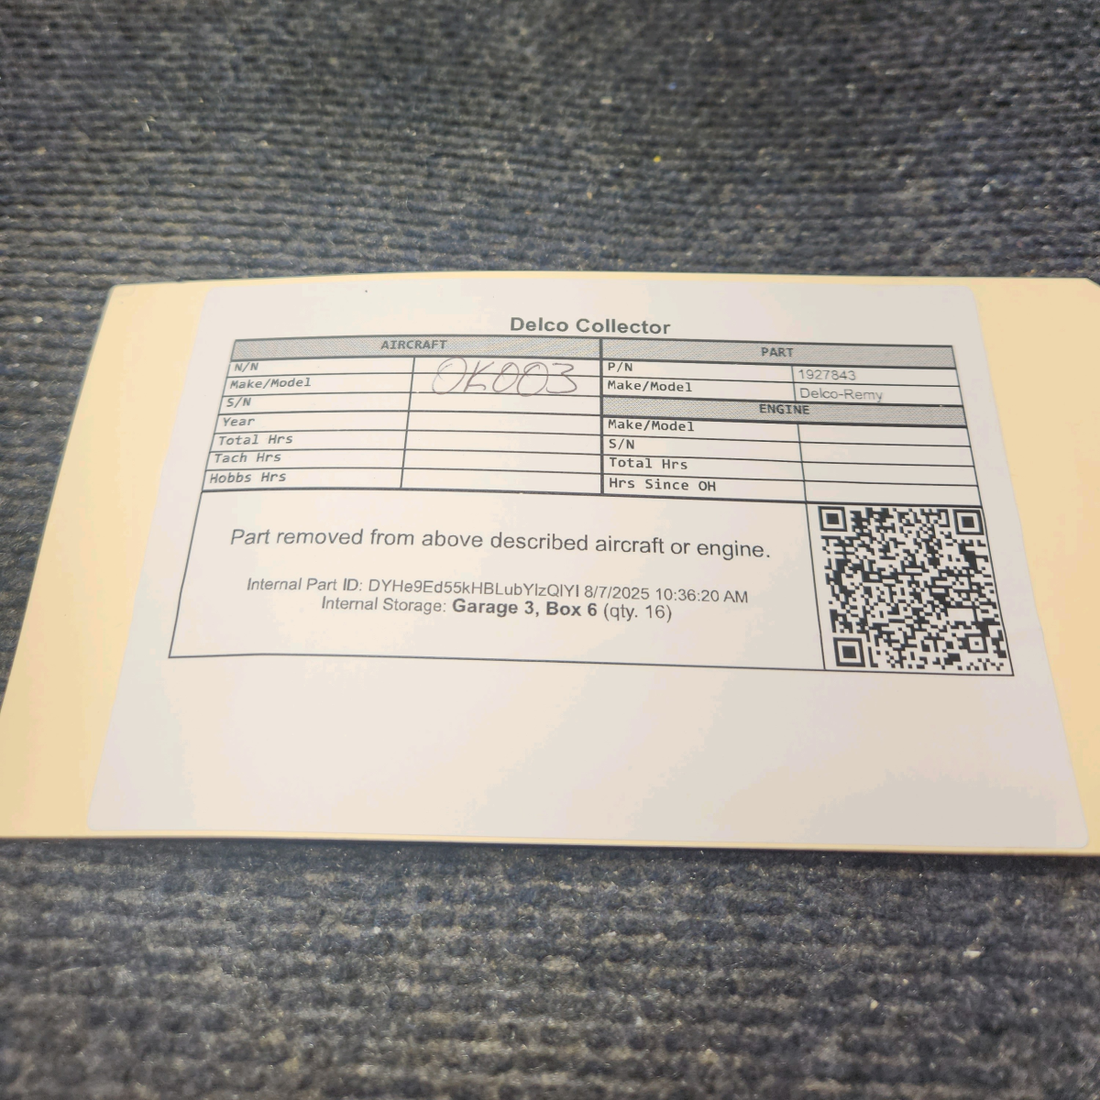 Delco Collector
AIRCRAFT
N/N
Make/Model
OK003
S/N
Year
Total Hrs
Tach Hrs
Hobbs Hrs
PART
P/N 1927843
Make/Model Delco-Remy
ENGINE
Make/Model
S/N
Total Hrs
Hrs Since OH
Part removed from above described aircraft or engine.
Internal Part ID: DYHe9Ed55kHBLubYlzQIYI 8/7/2025 10:36:20 AM
Internal Storage: Garage 3, Box 6 (qty. 16)